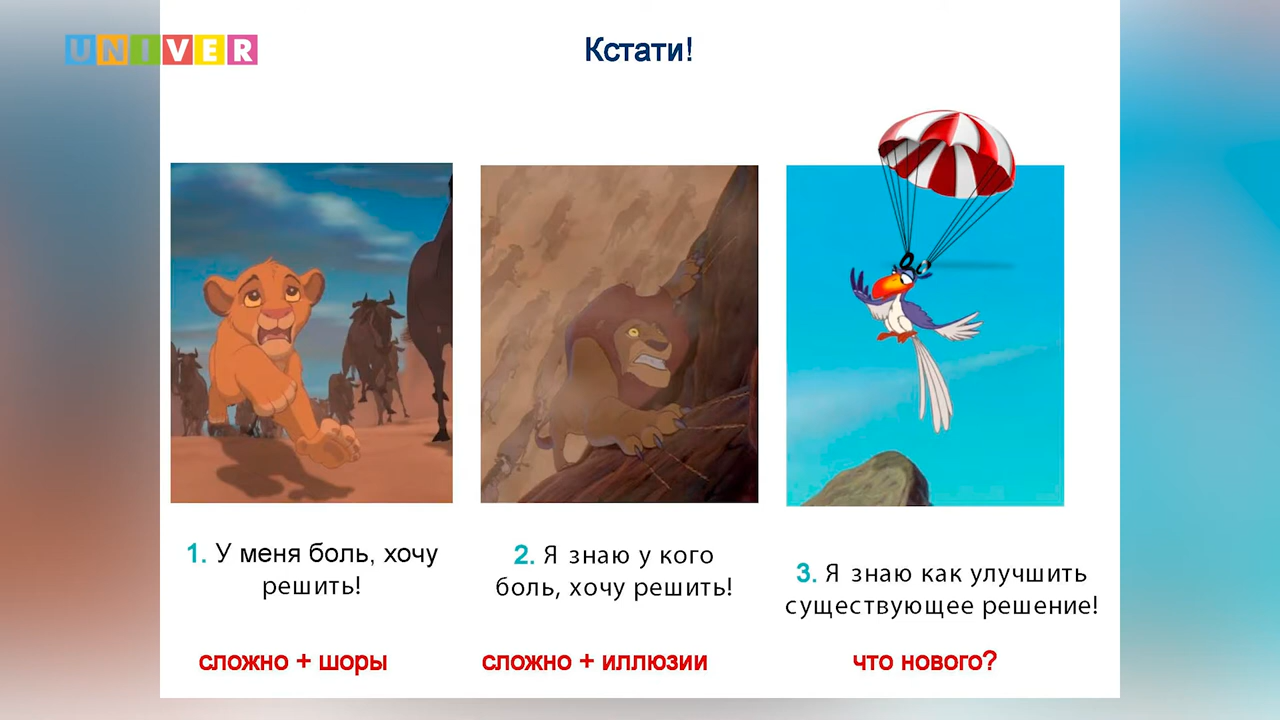 UNIVER
Кстати!
1. У меня боль, хочу
решить!
2. Я знаю у кого
боль, хочу решить!
3. Я знаю как улучшить
существующее решение!
сложно + шоры
сложно + иллюзии
что нового?